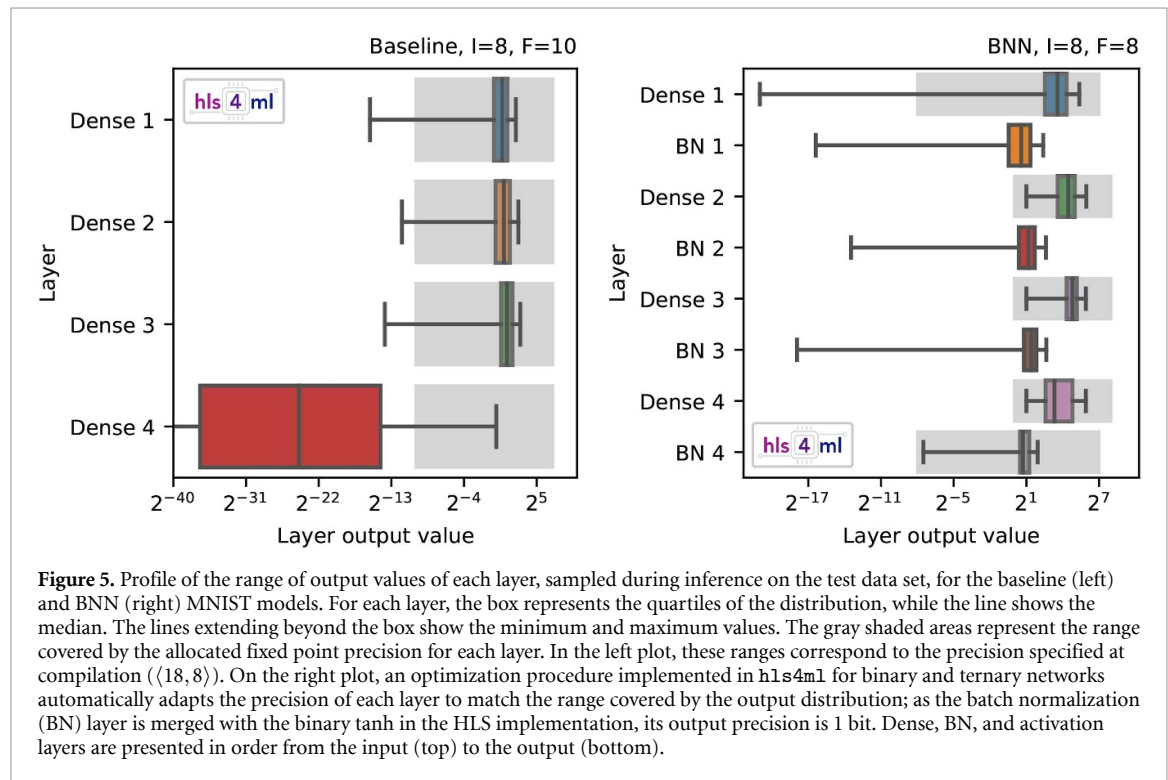 Baseline, I=8, F=10
hls 4 ml
Dense 1
Dense 2
Dense 3
Dense 4
Layer
2^-40 2^-31 2^-22 2^-13 2^-4 2^5
Layer output value
BNN, I=8, F=8
Dense 1
BN 1
Dense 2
BN 2
Dense 3
BN 3
Dense 4
BN 4
Layer
hls 4 ml
2^-17 2^-11 2^-5 2^1 2^7
Layer output value
Figure 5. Profile of the range of output values of each layer, sampled during inference on the test data set, for the baseline (left)
and BNN (right) MNIST models. For each layer, the box represents the quartiles of the distribution, while the line shows the
median. The lines extending beyond the box show the minimum and maximum values. The gray shaded areas represent the range
covered by the allocated fixed point precision for each layer. In the left plot, these ranges correspond to the precision specified at
compilation (⟨18,8⟩). On the right plot, an optimization procedure implemented in hls4ml for binary and ternary networks
automatically adapts the precision of each layer to match the range covered by the output distribution; as the batch normalization
(BN) layer is merged with the binary tanh in the HLS implementation, its output precision is 1 bit. Dense, BN, and activation
layers are presented in order from the input (top) to the output (bottom).